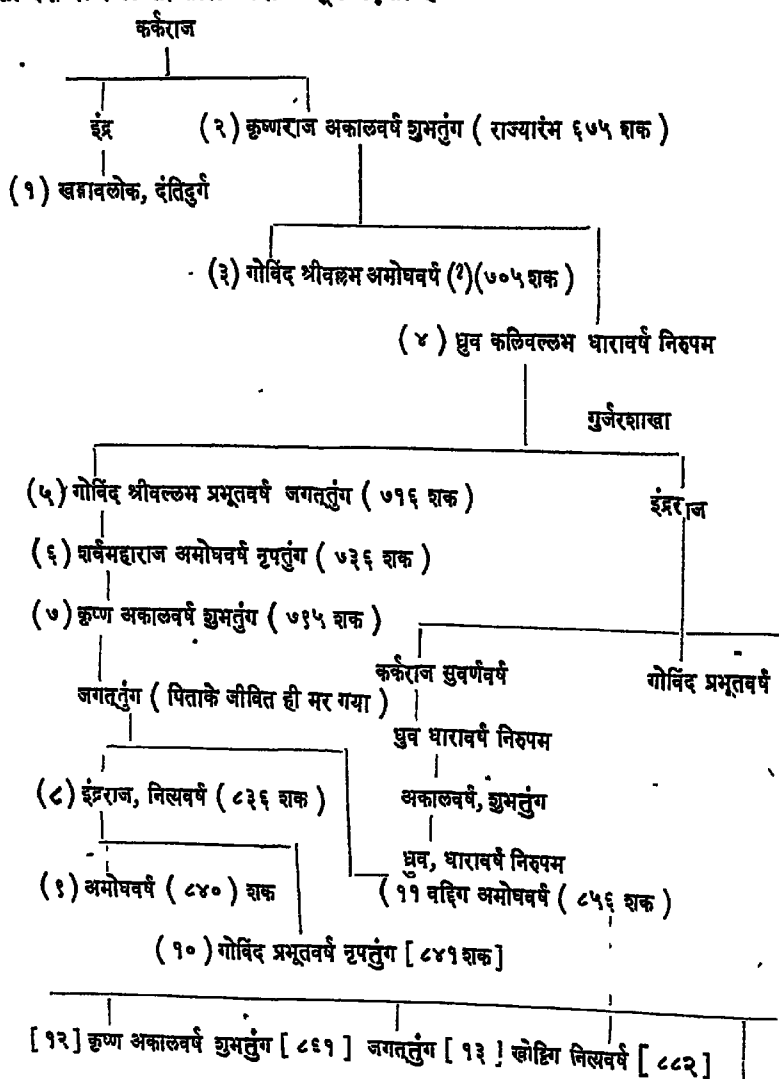 कर्कराज
इंद्र (२) कृष्णराज अकालवर्ष शुभतुंग ( राज्यारंभ ६७५ शक )
(१) खड्गावलोक, दंतिदुर्ग
(३) गोविंद श्रीवल्लभ अमोघवर्ष (?)(७०५ शक)
(४) ध्रुव कलिवल्लभ धारावर्ष निरुपम
गुर्जरशाखा
(५) गोविंद श्रीवल्लभ प्रभूतवर्ष जगत्तुंग ( ७१६ शक ) इंद्रराज
(६) शर्वमहाराज अमोघवर्ष नृपतुंग ( ७३६ शक )
(७) कृष्ण अकालवर्ष शुभतुंग ( ७९५ शक )
कर्कराज सुवर्णवर्ष गोविंद प्रभूतवर्ष
जगत्तुंग ( पिताके जीवित ही मर गया )
ध्रुव धारावर्ष निरुपम
(८) इंद्रराज, नित्यवर्ष (८३६ शक ) अकालवर्ष, शुभतुंग
ध्रुव, धारावर्ष निरुपम
(९) अमोघवर्ष ( ८४०) शक (११ वद्दिग अमोघवर्ष ( ८५६ शक )
(१०) गोविंद प्रभूतवर्ष नृपतुंग [ ८४१ शक]
[१२] कृष्ण अकालवर्ष शुभतुंग [ ८६१ ] जगत्तुंग [१३ ] खोट्टिग नित्यवर्ष [ ८८२ ]